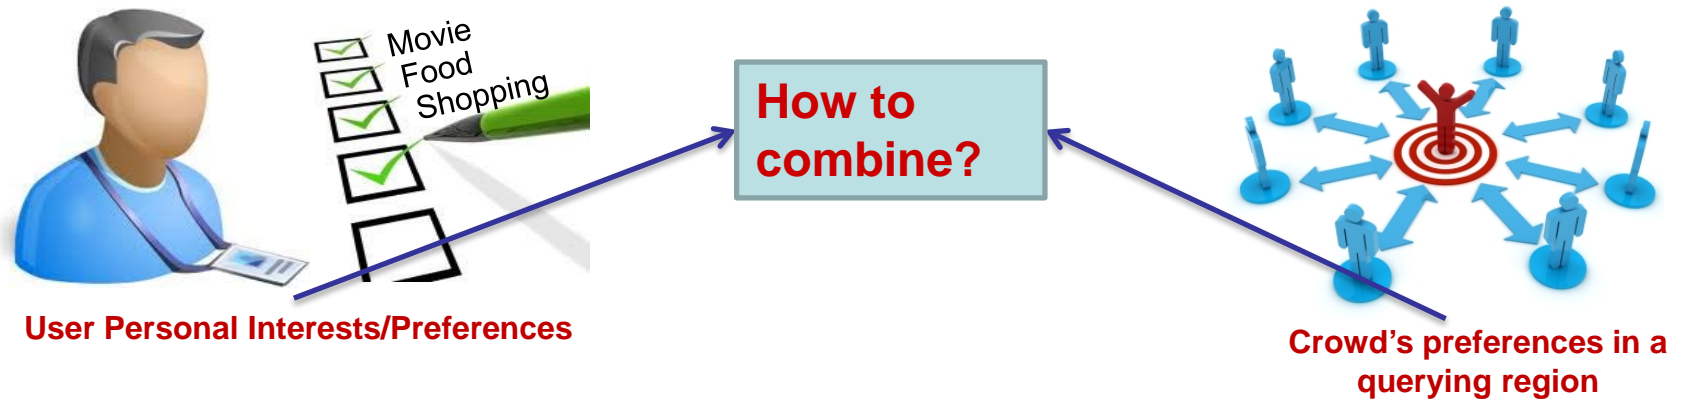 Movie
Food
Shopping
How to
combine?
User Personal Interests/Preferences
Crowd's preferences in a
querying region